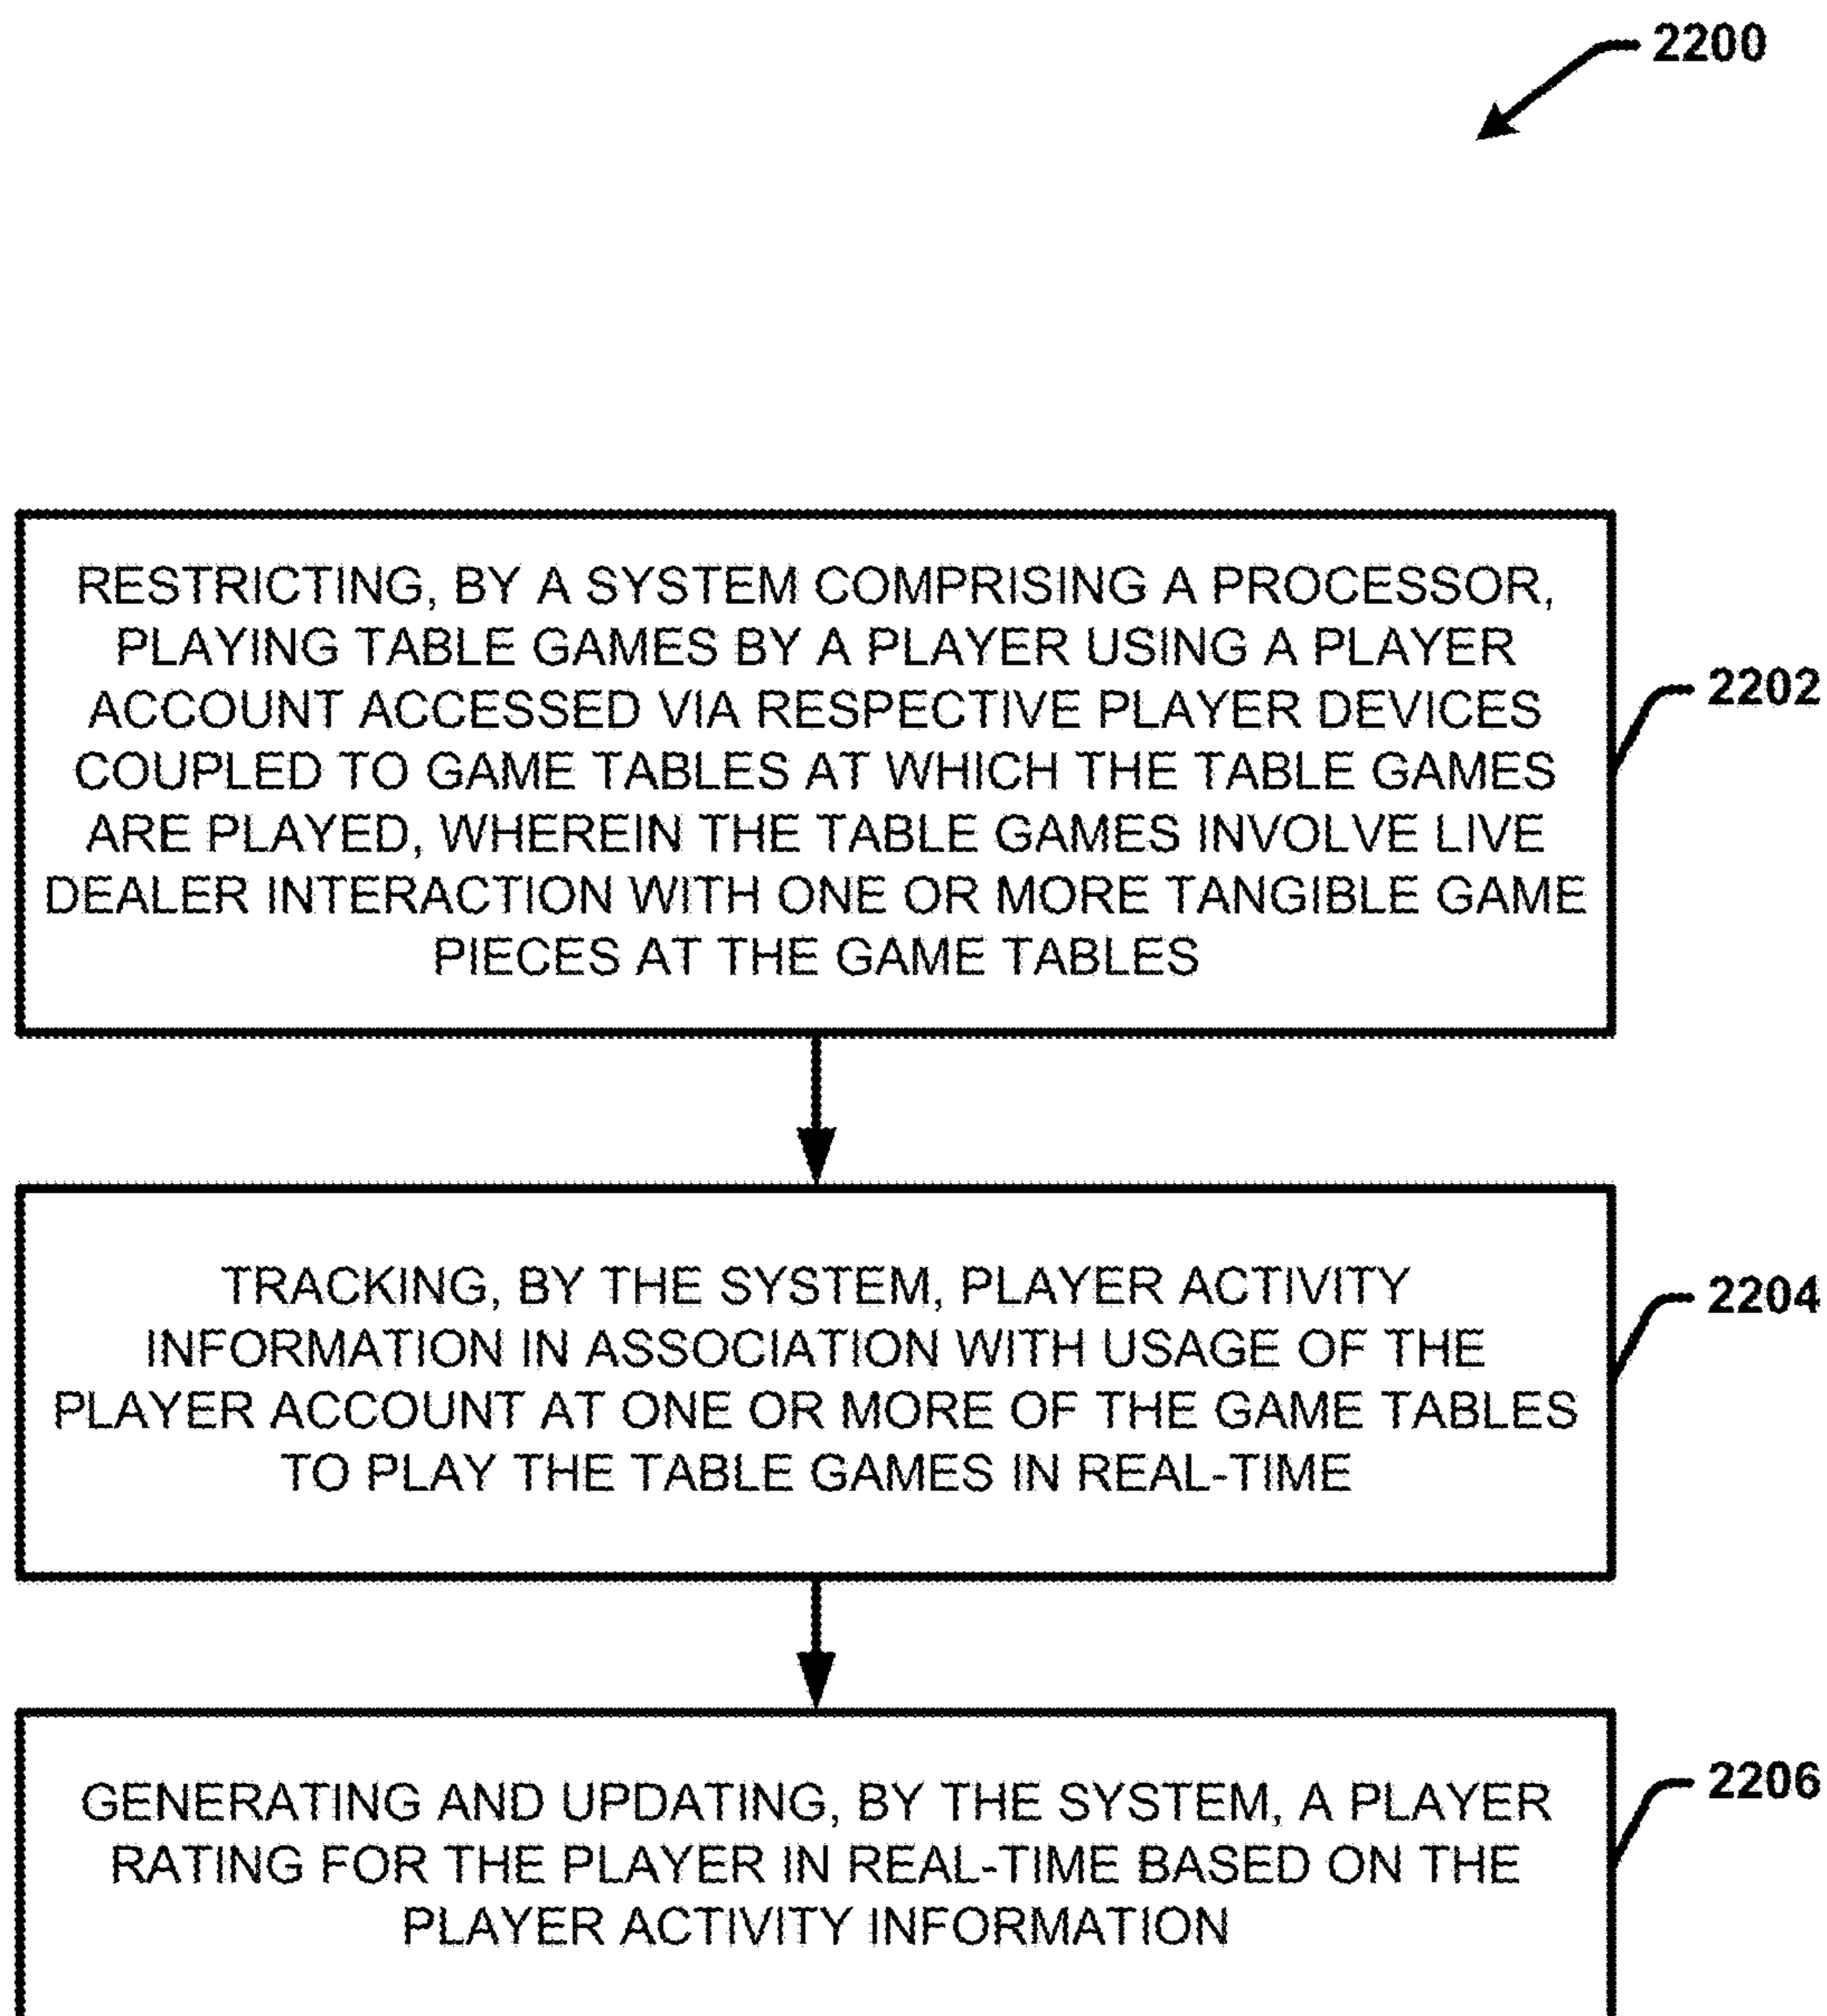 2200
RESTRICTING, BY A SYSTEM COMPRISING A PROCESSOR,
PLAYING TABLE GAMES BY A PLAYER USING A PLAYER
ACCOUNT ACCESSED VIA RESPECTIVE PLAYER DEVICES
COUPLED TO GAME TABLES AT WHICH THE TABLE GAMES
ARE PLAYED, WHEREIN THE TABLE GAMES INVOLVE LIVE
DEALER INTERACTION WITH ONE OR MORE TANGIBLE GAME
PIECES AT THE GAME TABLES
2202
TRACKING, BY THE SYSTEM, PLAYER ACTIVITY
INFORMATION IN ASSOCIATION WITH USAGE OF THE
PLAYER ACCOUNT AT ONE OR MORE OF THE GAME TABLES
TO PLAY THE TABLE GAMES IN REAL-TIME
2204
GENERATING AND UPDATING, BY THE SYSTEM, A PLAYER
RATING FOR THE PLAYER IN REAL-TIME BASED ON THE
PLAYER ACTIVITY INFORMATION
2206